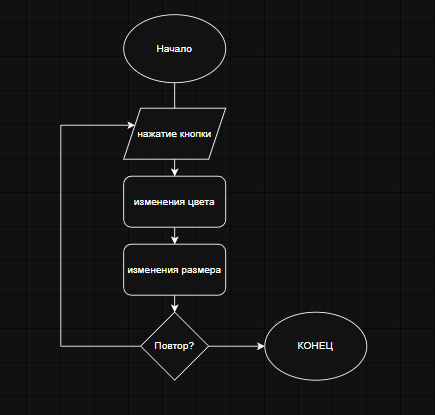 Начало
нажатие кнопки
изменения цвета
изменения размера
Повтор?
КОНЕЦ